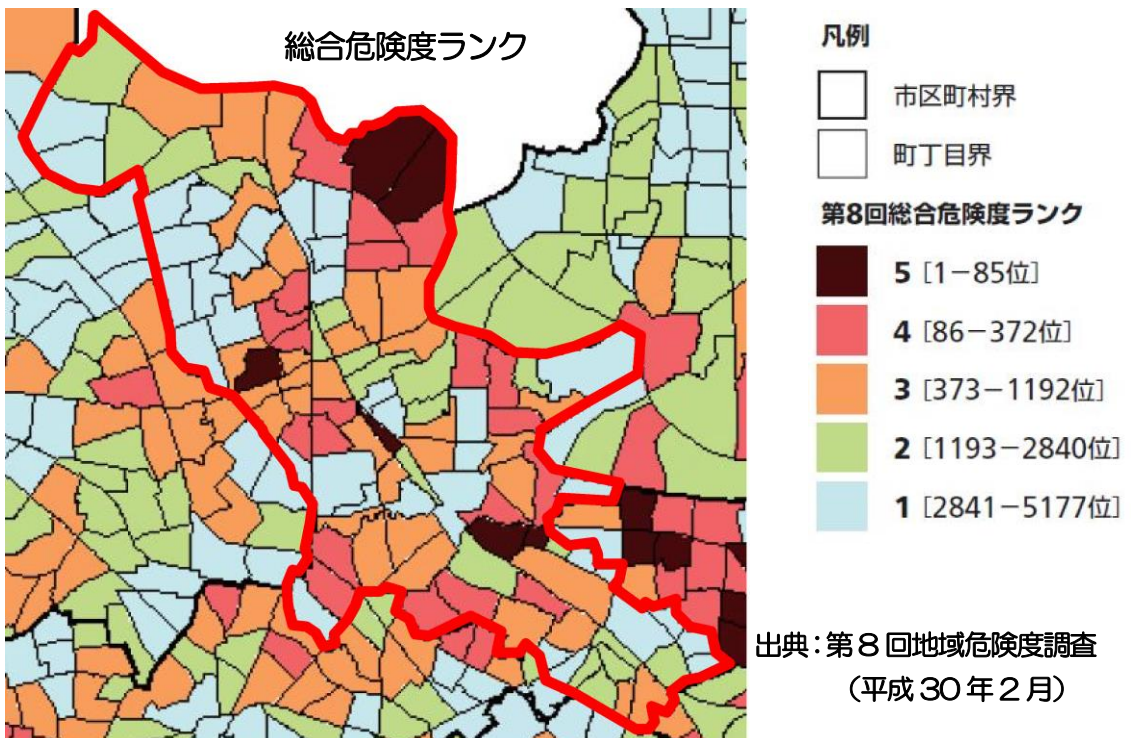 総合危険度ランク
凡例
市区町村界
町丁目界
第8回総合危険度ランク
5 [1−85位]
4 [86−372位]
3 [373−1192位]
2 [1193−2840位]
1 [2841−5177位]
出典：第８回地域危険度調査
（平成30年２月）